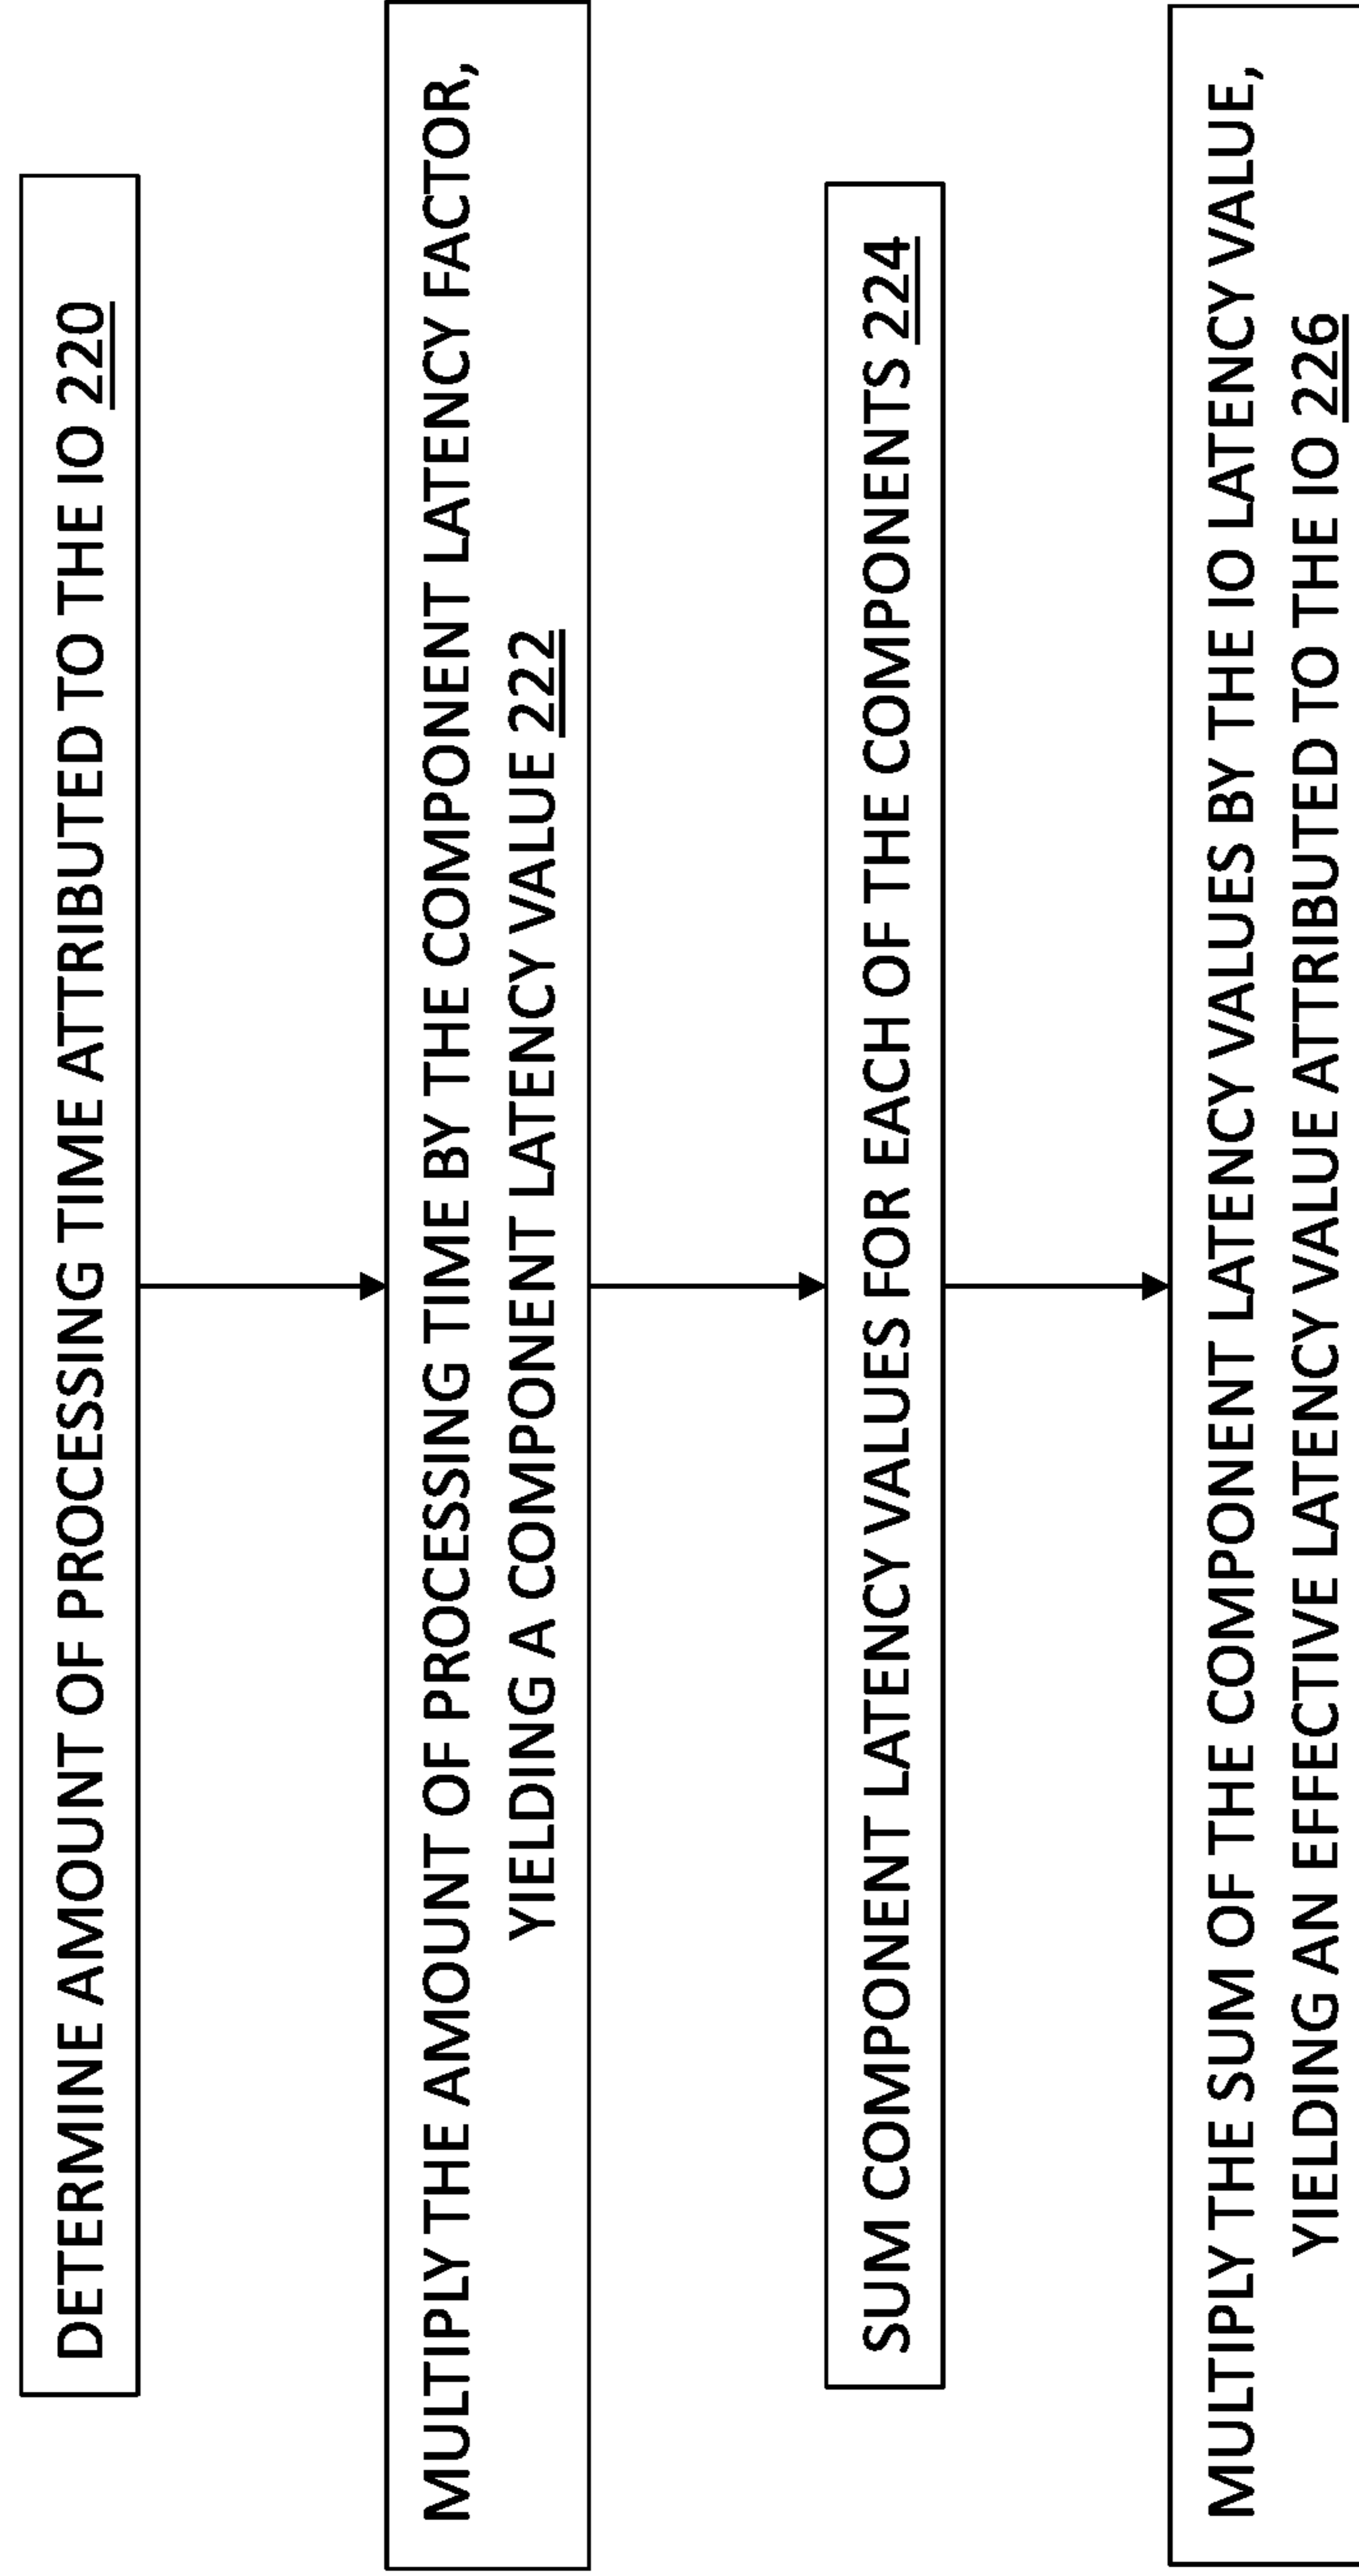 DETERMINE AMOUNT OF PROCESSING TIME ATTRIBUTED TO THE IO 220
MULTIPLY THE AMOUNT OF PROCESSING TIME BY THE COMPONENT LATENCY FACTOR,
YIELDING A COMPONENT LATENCY VALUE 222
SUM COMPONENT LATENCY VALUES FOR EACH OF THE COMPONENTS 224
MULTIPLY THE SUM OF THE COMPONENT LATENCY VALUES BY THE IO LATENCY VALUE,
YIELDING AN EFFECTIVE LATENCY VALUE ATTRIBUTED TO THE IO 226